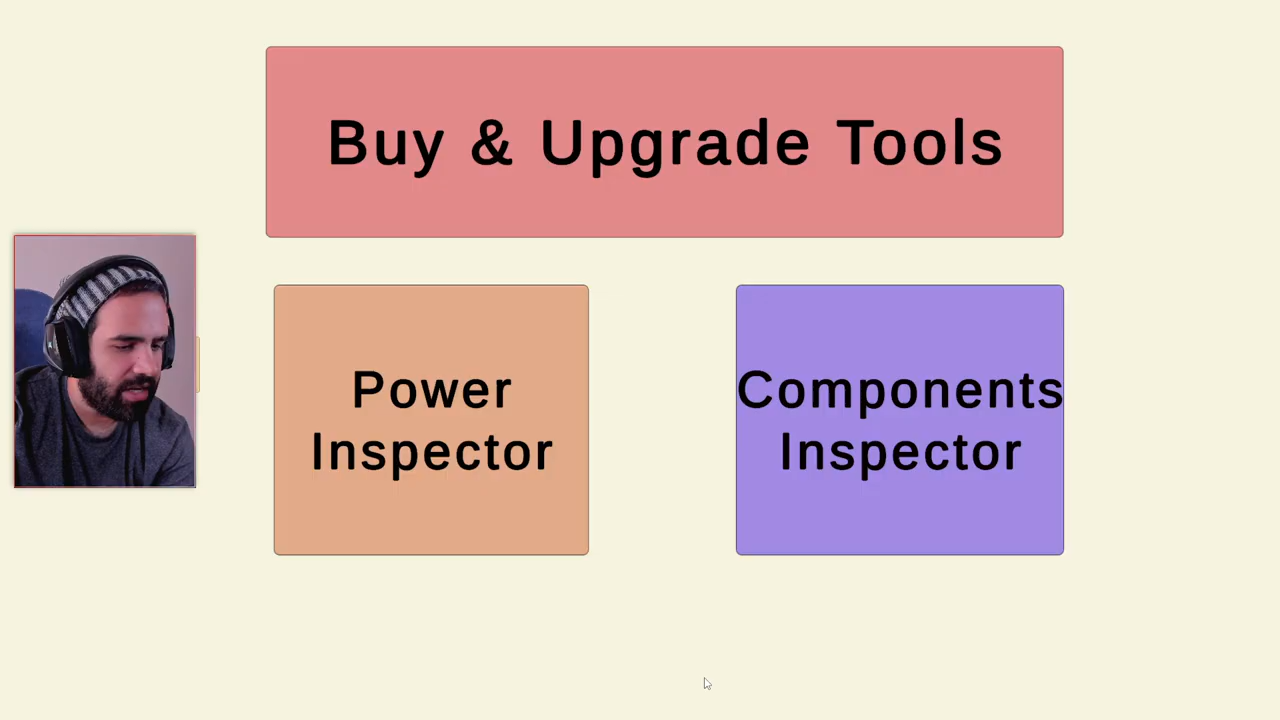 Buy & Upgrade Tools
Power
Inspector
Components
Inspector